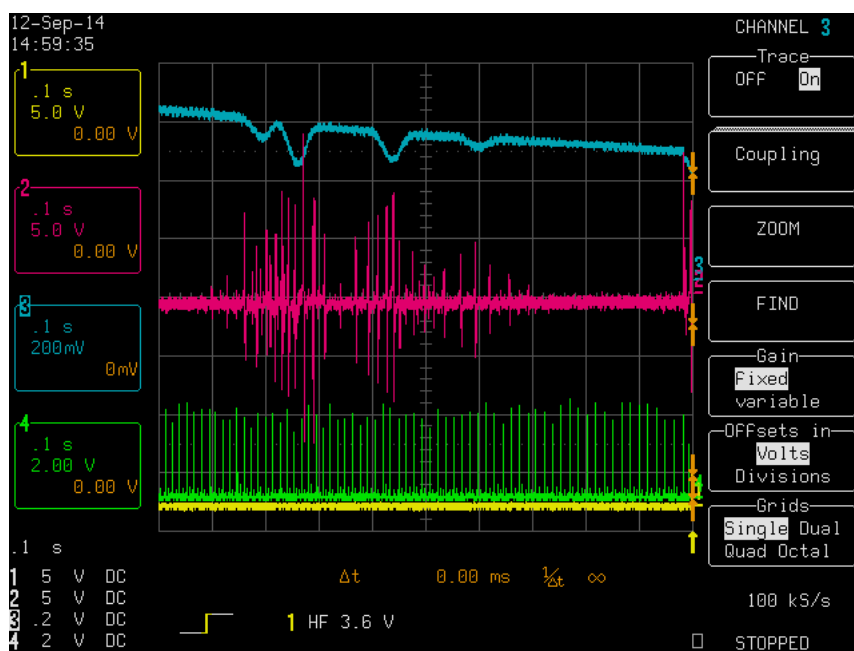 12-Sep-14
14:59:35
CHANNEL 3
Trace
OFF On
Coupling
ZOOM
FIND
Gain
Fixed
variable
OFFsets in
Volts
Divisions
Grids
Single Dual
Quad Octal
1
.1 s
5.0 V
0.00 V
2
.1 s
5.0 V
0.00 V
3
.1 s
200mV
0mV
4
.1 s
2.00 V
0.00 V
.1 s
1 5 V DC
2 5 V DC
3 .2 V DC
4 2 V DC
Δt 0.00 ms 1/Δt ∞
1 HF 3.6 V
100 kS/s
STOPPED